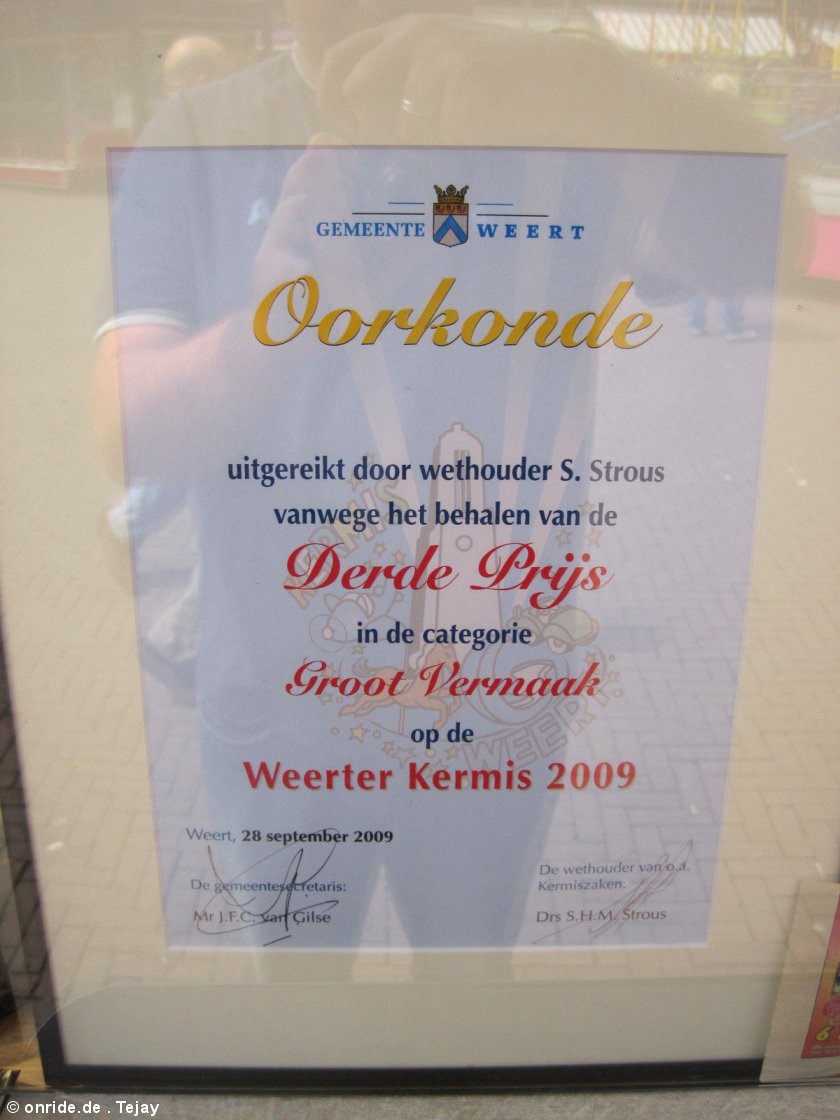 GEMEENTE WEERT
Oorkonde
uitgereikt door wethouder S. Strous
vanwege het behalen van de
Derde Prijs
in de categorie
Groot Vermaak
op de
Weerter Kermis 2009
KERMIS
WEERT
Weert, 28 september 2009
De gemeentesecretaris:
Mr J.F.C. van Gilse
De wethouder van o.a.
Kermiszaken.
Drs S.H.M. Strous
© onride.de . Tejay